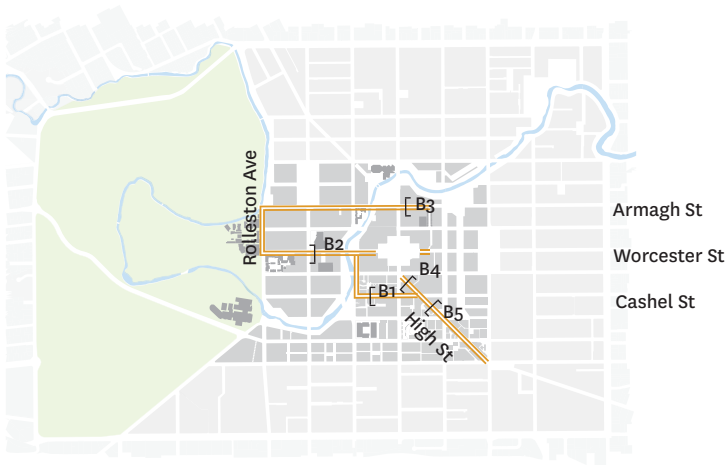 Rolleston Ave
B3
Armagh St
B2
Worcester St
B4
B1
Cashel St
B5
High St